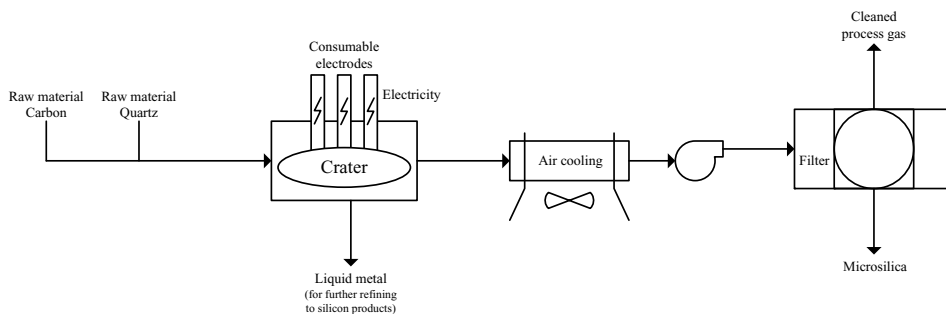 Consumable
electrodes
Electricity
Raw material
Carbon
Raw material
Quartz
Crater
Liquid metal
(for further refining
to silicon products)
Air cooling
Filter
Cleaned
process gas
Microsilica